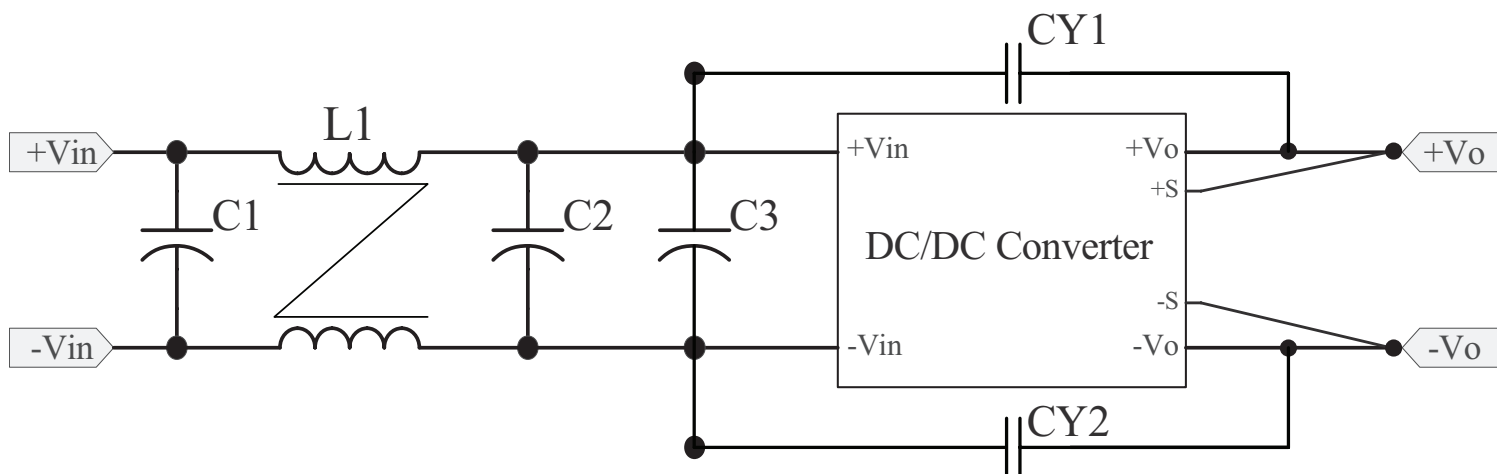 CY1
L1
+Vin
+Vin
+Vo
+Vo
+S
C1
C2
C3
DC/DC Converter
-S
-Vin
-Vin
-Vo
-Vo
CY2